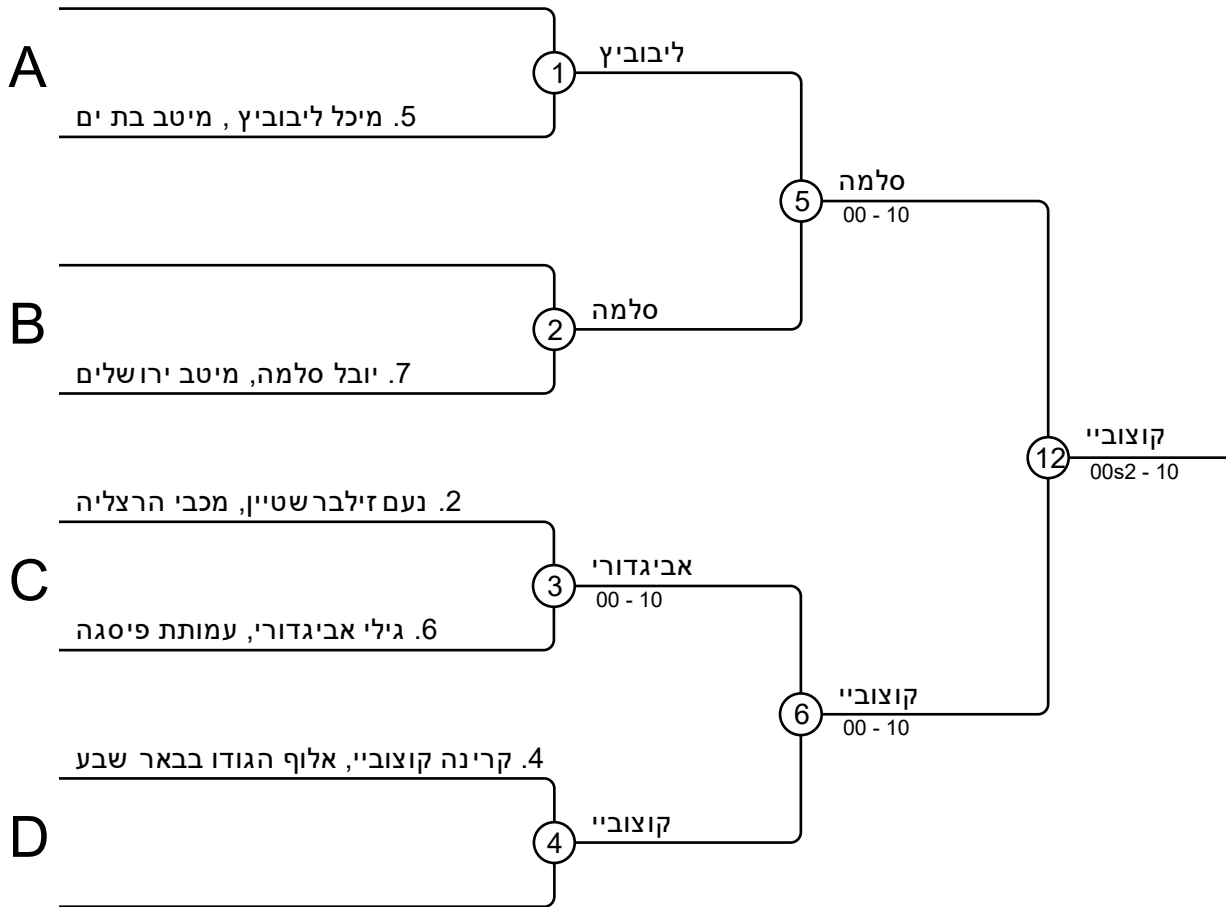 A
1
ליבוביץ
5. מיכל ליבוביץ , מיטב בת ים
5
סלמה
00 - 10
B
2
סלמה
7. יובל סלמה, מיטב ירושלים
12
קוצוביי
00s2 - 10
2. נעם זילברשטיין, מכבי הרצליה
C
3
אביגדורי
00 - 10
6. גילי אביגדורי, עמותת פיסגה
6
קוצוביי
00 - 10
4. קרינה קוצוביי, אלוף הגודו בבאר שבע
D
4
קוצוביי